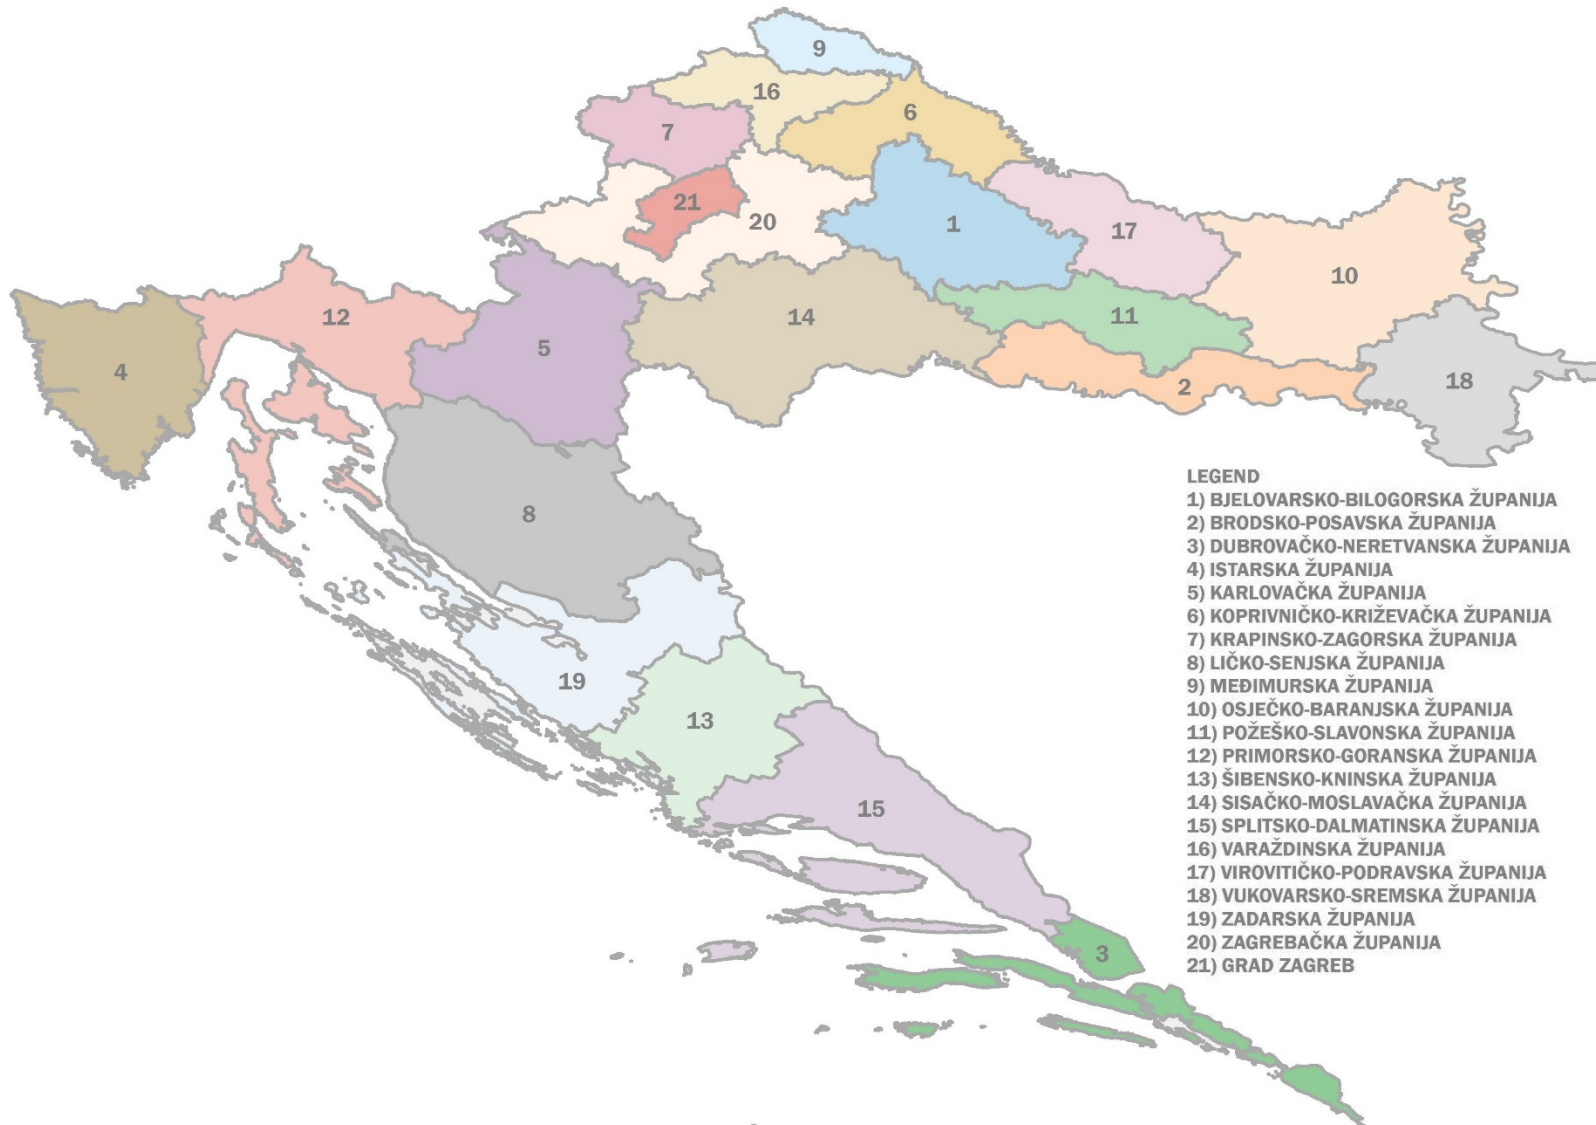 9
16
6
7
21
20
1
17
10
12
5
14
11
4
2
18
8
19
13
15
3
LEGEND
1) BJELOVARSKO-BILOGORSKA ŽUPANIJA
2) BRODSKO-POSAVSKA ŽUPANIJA
3) DUBROVAČKO-NERETVANSKA ŽUPANIJA
4) ISTARSKA ŽUPANIJA
5) KARLOVAČKA ŽUPANIJA
6) KOPRIVNIČKO-KRIŽEVAČKA ŽUPANIJA
7) KRAPINSKO-ZAGORSKA ŽUPANIJA
8) LIČKO-SENJSKA ŽUPANIJA
9) MEĐIMURSKA ŽUPANIJA
10) OSJEČKO-BARANJSKA ŽUPANIJA
11) POŽEŠKO-SLAVONSKA ŽUPANIJA
12) PRIMORSKO-GORANSKA ŽUPANIJA
13) ŠIBENSKO-KNINSKA ŽUPANIJA
14) SISAČKO-MOSLAVAČKA ŽUPANIJA
15) SPLITSKO-DALMATINSKA ŽUPANIJA
16) VARAŽDINSKA ŽUPANIJA
17) VIROVITIČKO-PODRAVSKA ŽUPANIJA
18) VUKOVARSKO-SREMSKA ŽUPANIJA
19) ZADARSKA ŽUPANIJA
20) ZAGREBAČKA ŽUPANIJA
21) GRAD ZAGREB